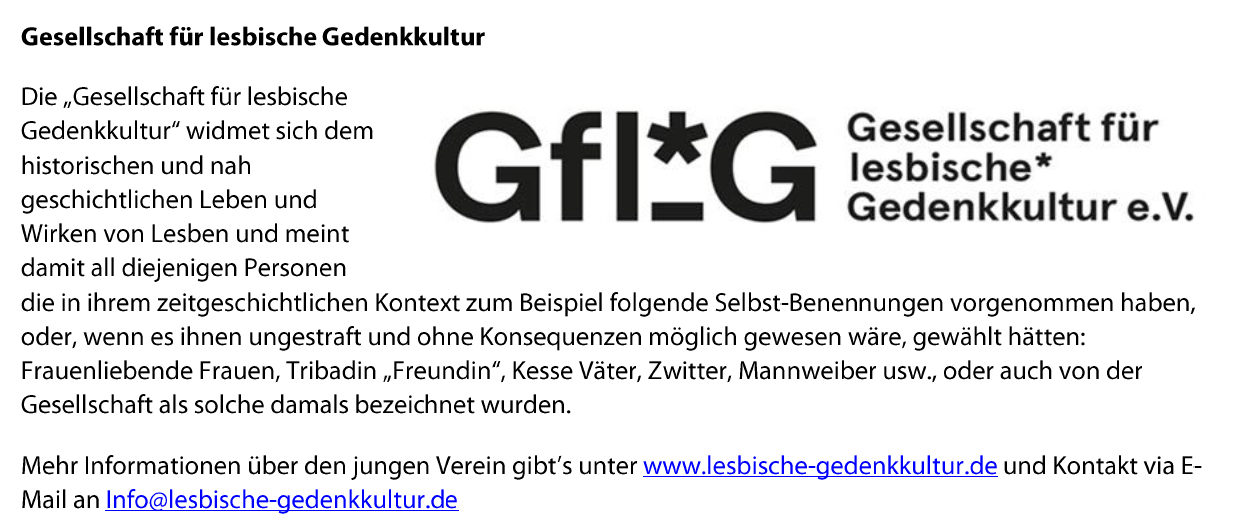 Gesellschaft für lesbische Gedenkkultur
Die „Gesellschaft für lesbische
Gedenkkultur“ widmet sich dem
historischen und nah
geschichtlichen Leben und
Wirken von Lesben und meint
damit all diejenigen Personen
Gfl*G
Gesellschaft für
lesbische*
Gedenkkultur e.V.
die in ihrem zeitgeschichtlichen Kontext zum Beispiel folgende Selbst-Benennungen vorgenommen haben,
oder, wenn es ihnen ungestraft und ohne Konsequenzen möglich gewesen wäre, gewählt hätten:
Frauenliebende Frauen, Tribadin „Freundin“, Kesse Väter, Zwitter, Mannweiber usw., oder auch von der
Gesellschaft als solche damals bezeichnet wurden.
Mehr Informationen über den jungen Verein gibt’s unter www.lesbische-gedenkkultur.de und Kontakt via E-
Mail an Info@lesbische-gedenkkultur.de